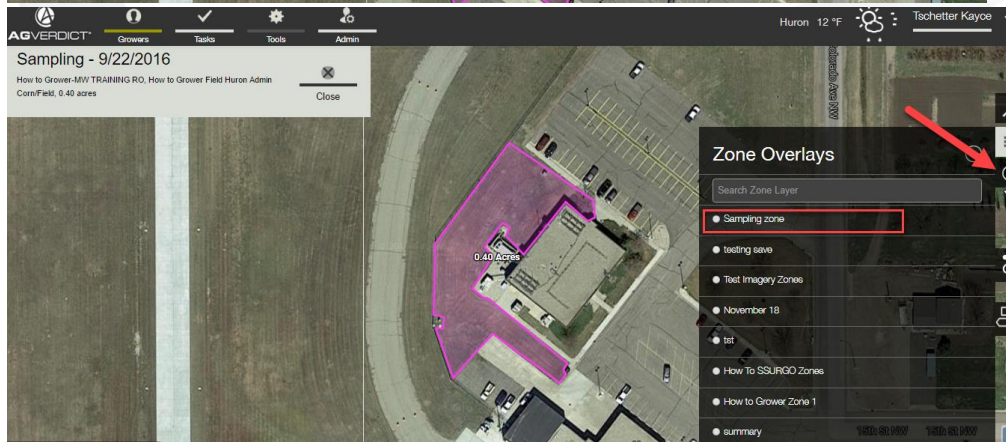 Huron 12 °F
Tschetter Kayce
AGVERDICT
Growers
Tasks
Tools
Admin
Sampling - 9/22/2016
How to Grower-MW TRAINING RO, How to Grower Field Huron Admin
Corn/Field, 0.40 acres
Close
0.40 Acres
Zone Overlays
Search Zone Layer
Sampling zone
testing save
Test Imagery Zones
November 18
tst
How To SSURGO Zones
How to Grower Zone 1
summary
15th St NW
15th St NW